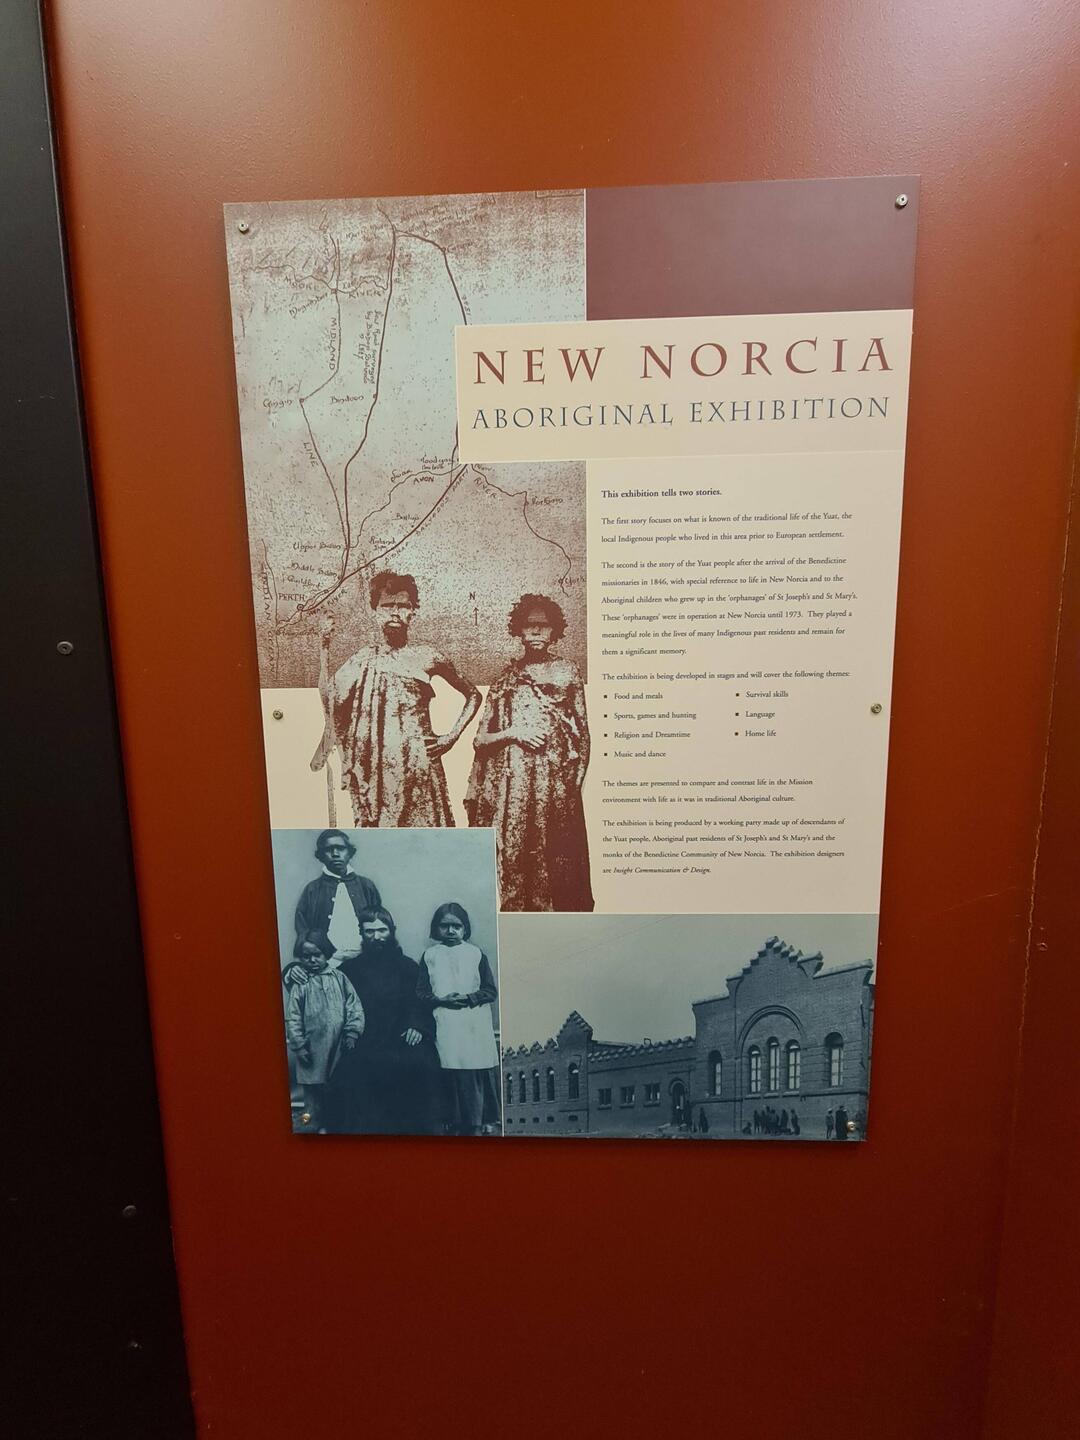 NEW NORCIA
ABORIGINAL EXHIBITION
This exhibition tells two stories.
The first story focuses on what is known of the traditional life of the Yuat, the
local Indigenous people who lived in this area prior to European settlement.
The second is the story of the Yuat people after the arrival of the Benedictine
missionaries in 1846, with special reference to life in New Norcia and to the
Aboriginal children who grew up in the 'orphanages' of St Joseph's and St Mary's.
These 'orphanages' were in operation at New Norcia until 1973. They played a
meaningful role in the lives of many Indigenous past residents and remain for
them a significant memory.
The exhibition is being developed in stages and will cover the following themes:
▪ Food and meals
▪ Sports, games and hunting
▪ Religion and Dreamtime
▪ Music and dance
▪ Survival skills
▪ Language
▪ Home life
The themes are presented to compare and contrast life in the Mission
environment with life as it was in traditional Aboriginal culture.
The exhibition is being produced by a working party made up of descendants of
the Yuat people, Aboriginal past residents of St Joseph's and St Mary's and the
monks of the Benedictine Community of New Norcia. The exhibition designers
are Insight Communication & Design.
MOORE
RIVER
MIDLAND
Gingin
Bindoon
LINE
AVON
RIVER
Upper Swan
Middle Swan
PERTH
N